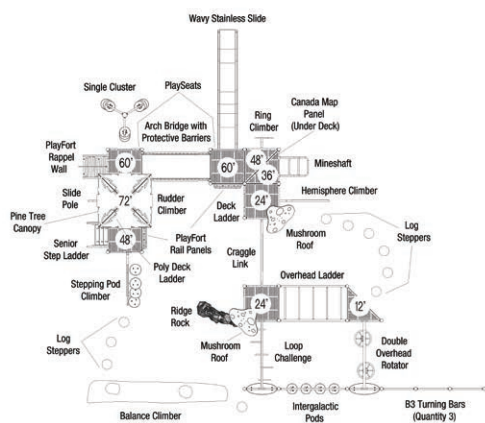 Wavy Stainless Slide
Single Cluster
PlaySeats
Arch Bridge with
Protective Barriers
Ring
Climber
Canada Map
Panel
(Under Deck)
PlayFort
Rappel
Wall
60"
60"
48"
36"
Mineshaft
Slide
Pole
72"
Rudder
Climber
Deck
Ladder
24"
Hemisphere Climber
Pine Tree
Canopy
Senior
Step Ladder
48"
PlayFort
Rail Panels
Mushroom
Roof
Log
Steppers
Poly Deck
Ladder
Craggle
Link
Stepping Pod
Climber
Overhead Ladder
Ridge
Rock
24"
12"
Log
Steppers
Mushroom
Roof
Loop
Challenge
Double
Overhead
Rotator
Balance Climber
Intergalactic
Pods
B3 Turning Bars
(Quantity 3)